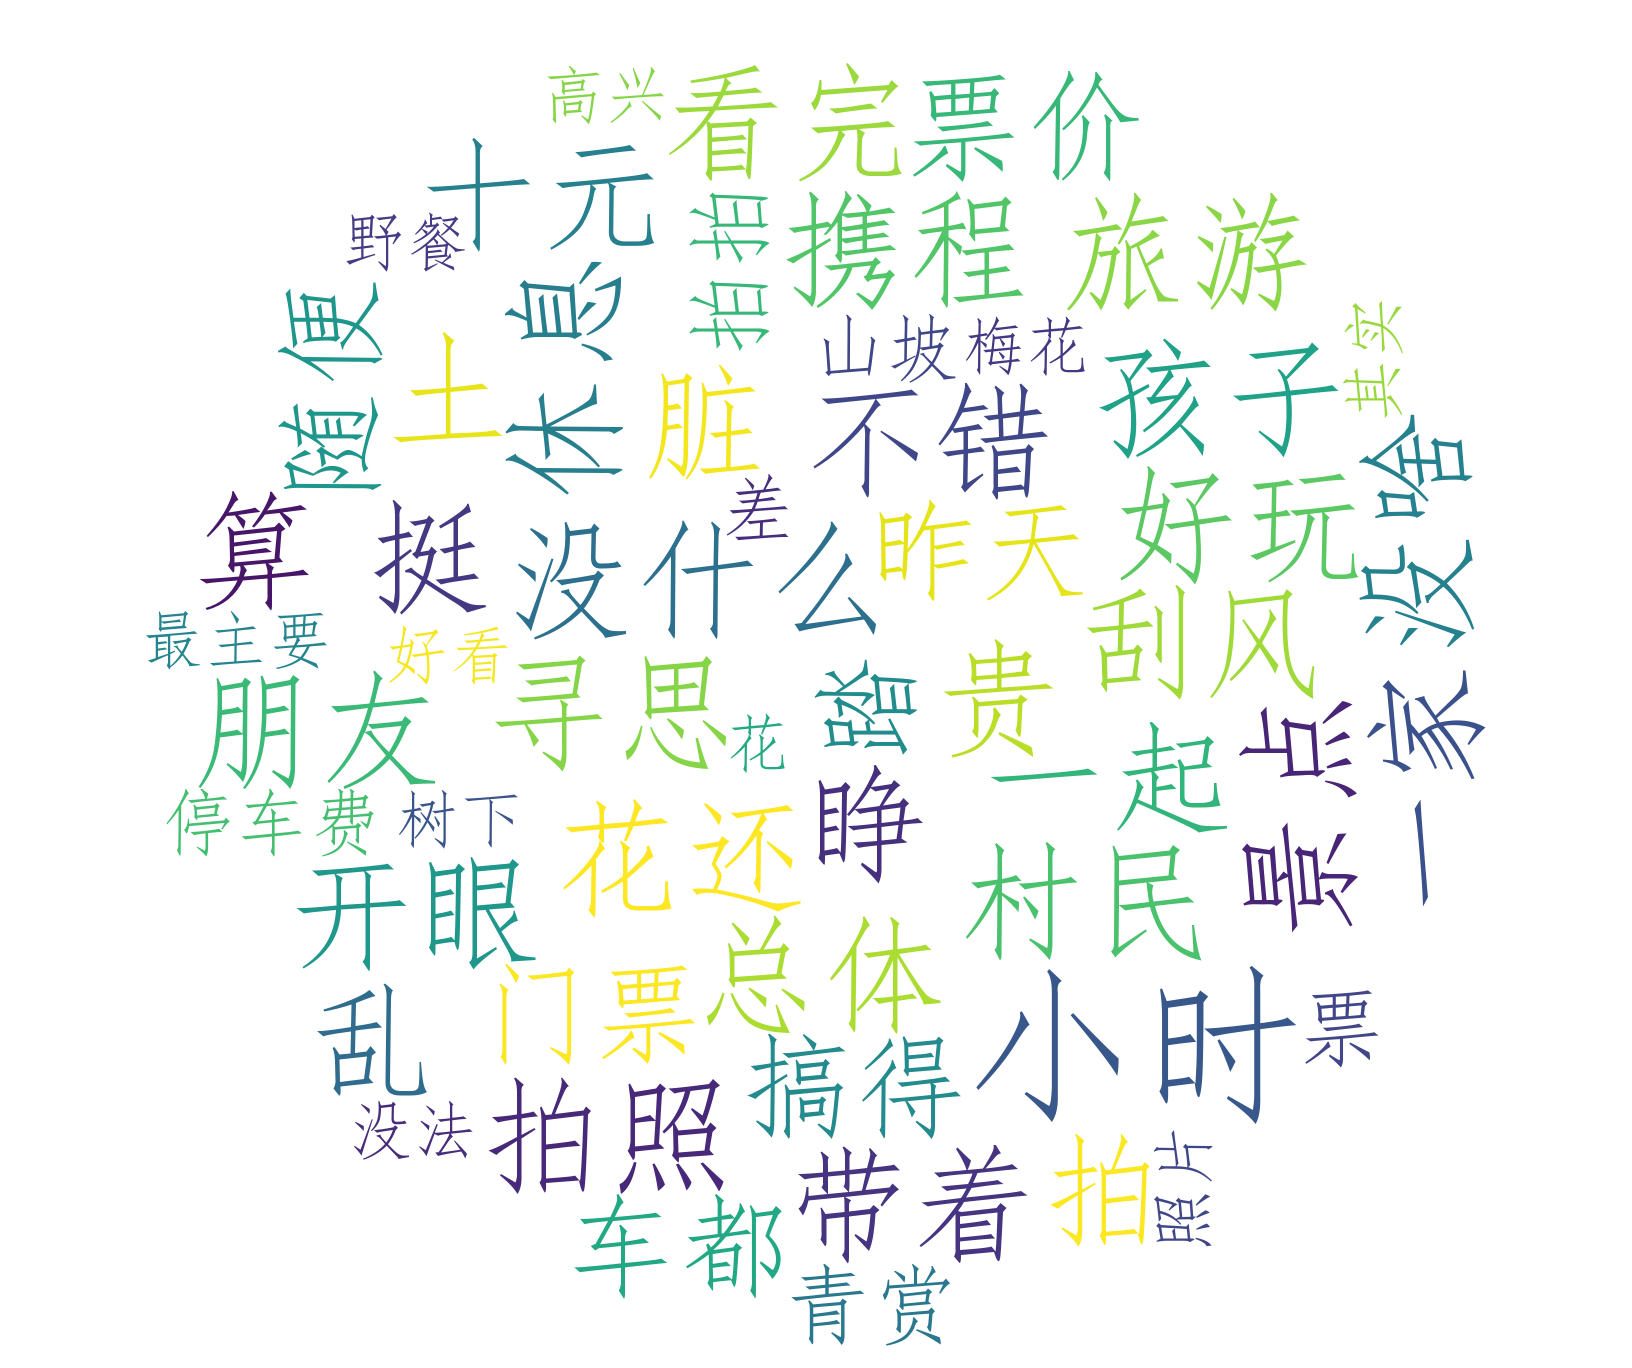 高兴
看完
票价
十元
野餐
拍拍
携程
旅游
随便
休息
土
脏
山坡
梅花
不错
孩子
其实
没啥
算
挺
没什么
差
昨天
好玩
刮风
最主要
好看
朋友
寻思
花
踏
贵
一家
停车费
树下
花还
睁
一起
景点
开眼
总体
村民
乱
门票
小时
票
没法
拍照
搞得
带着
拍
照片
车都
青赏